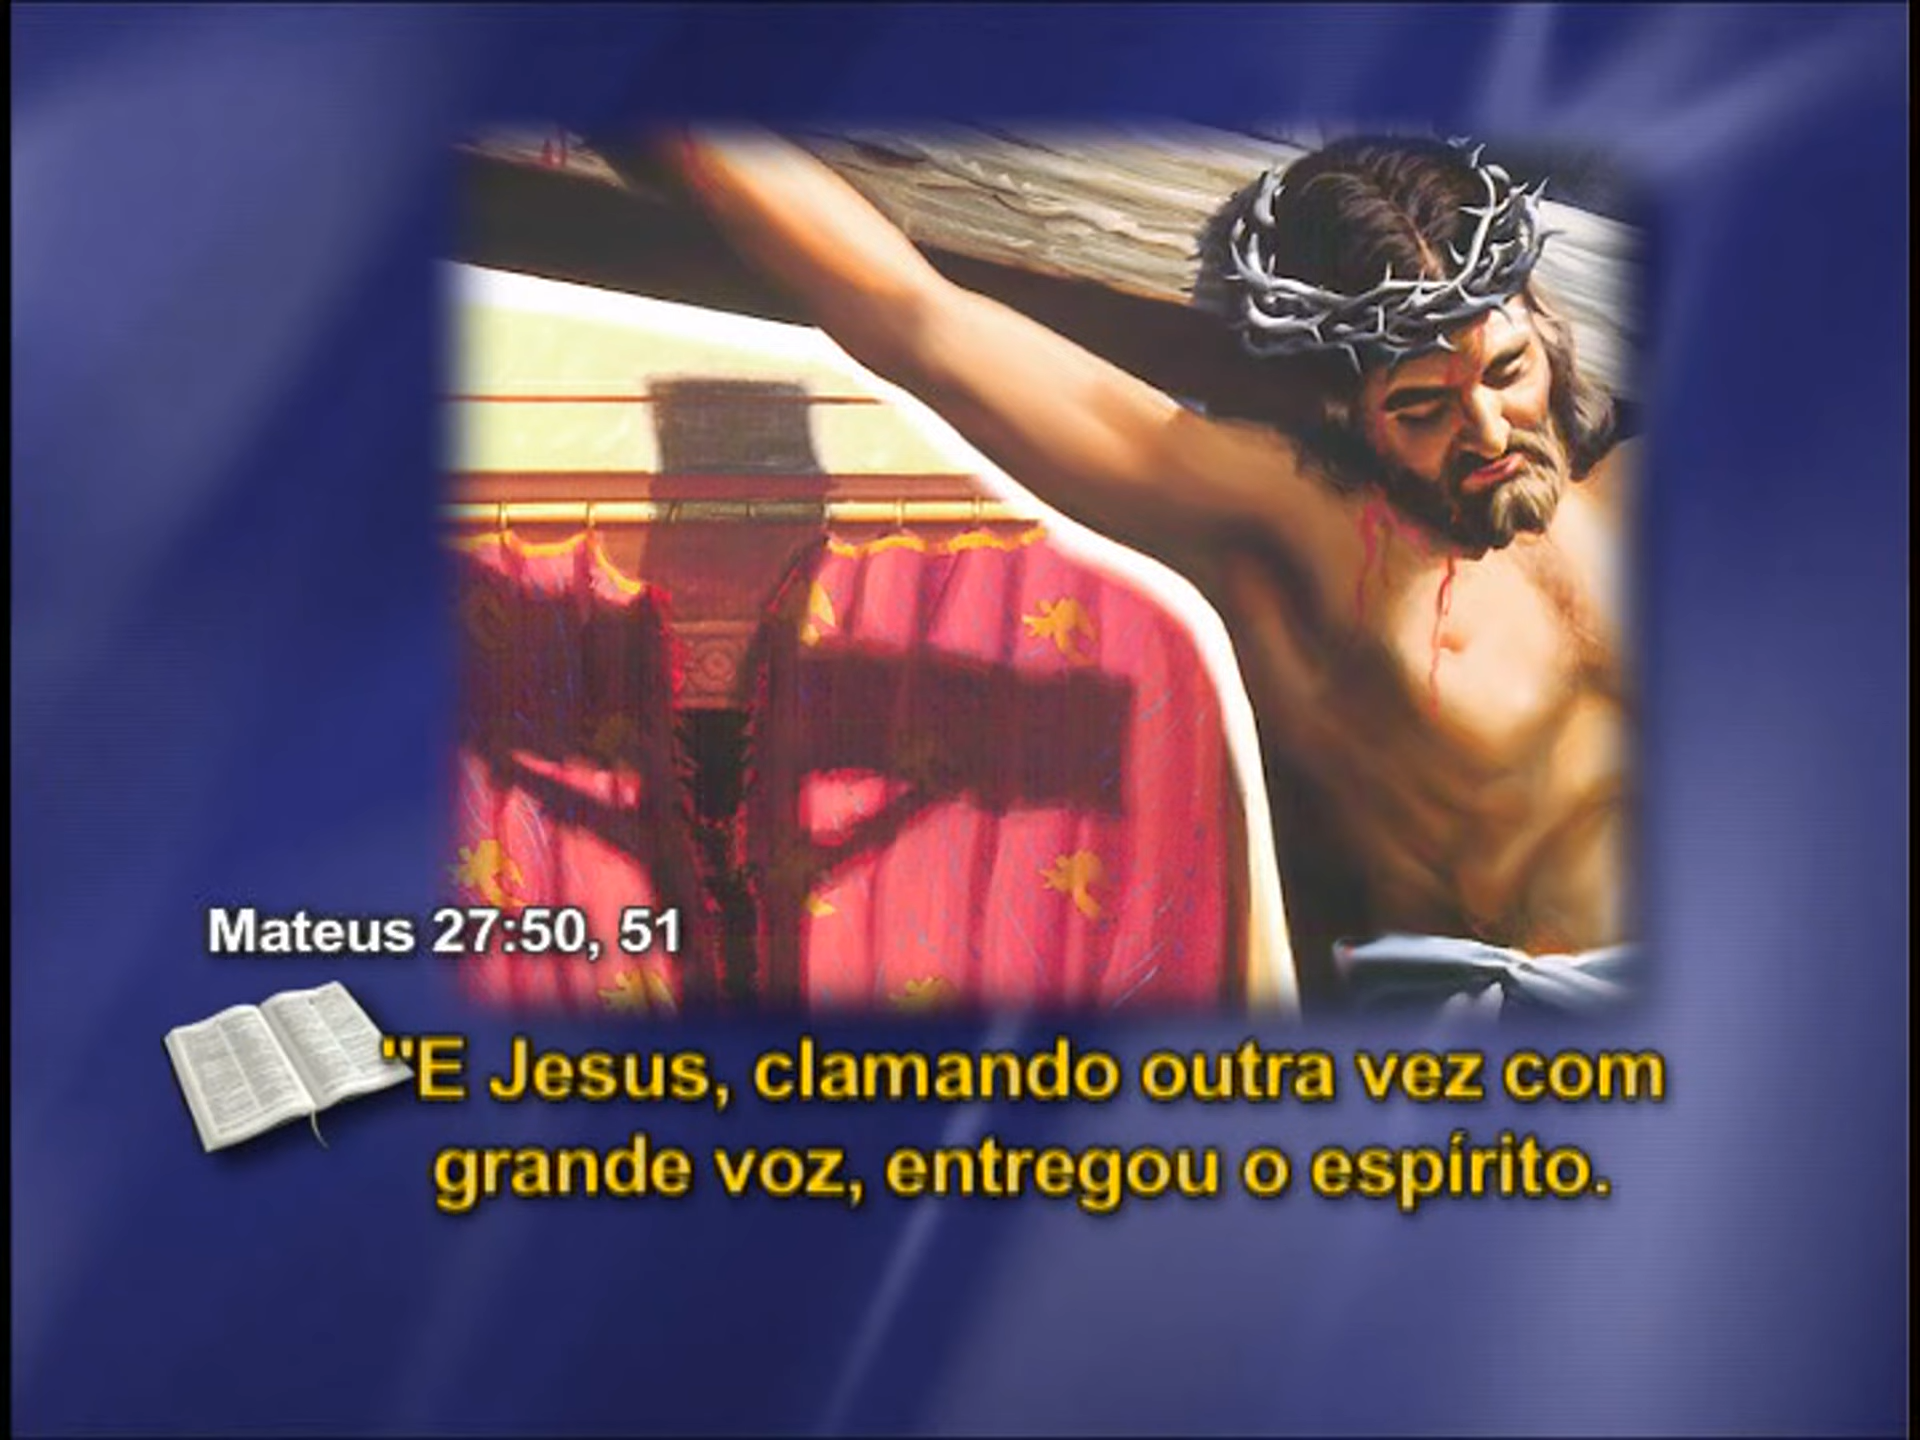 Mateus 27:50, 51
"E Jesus, clamando outra vez com
grande voz, entregou o espírito.